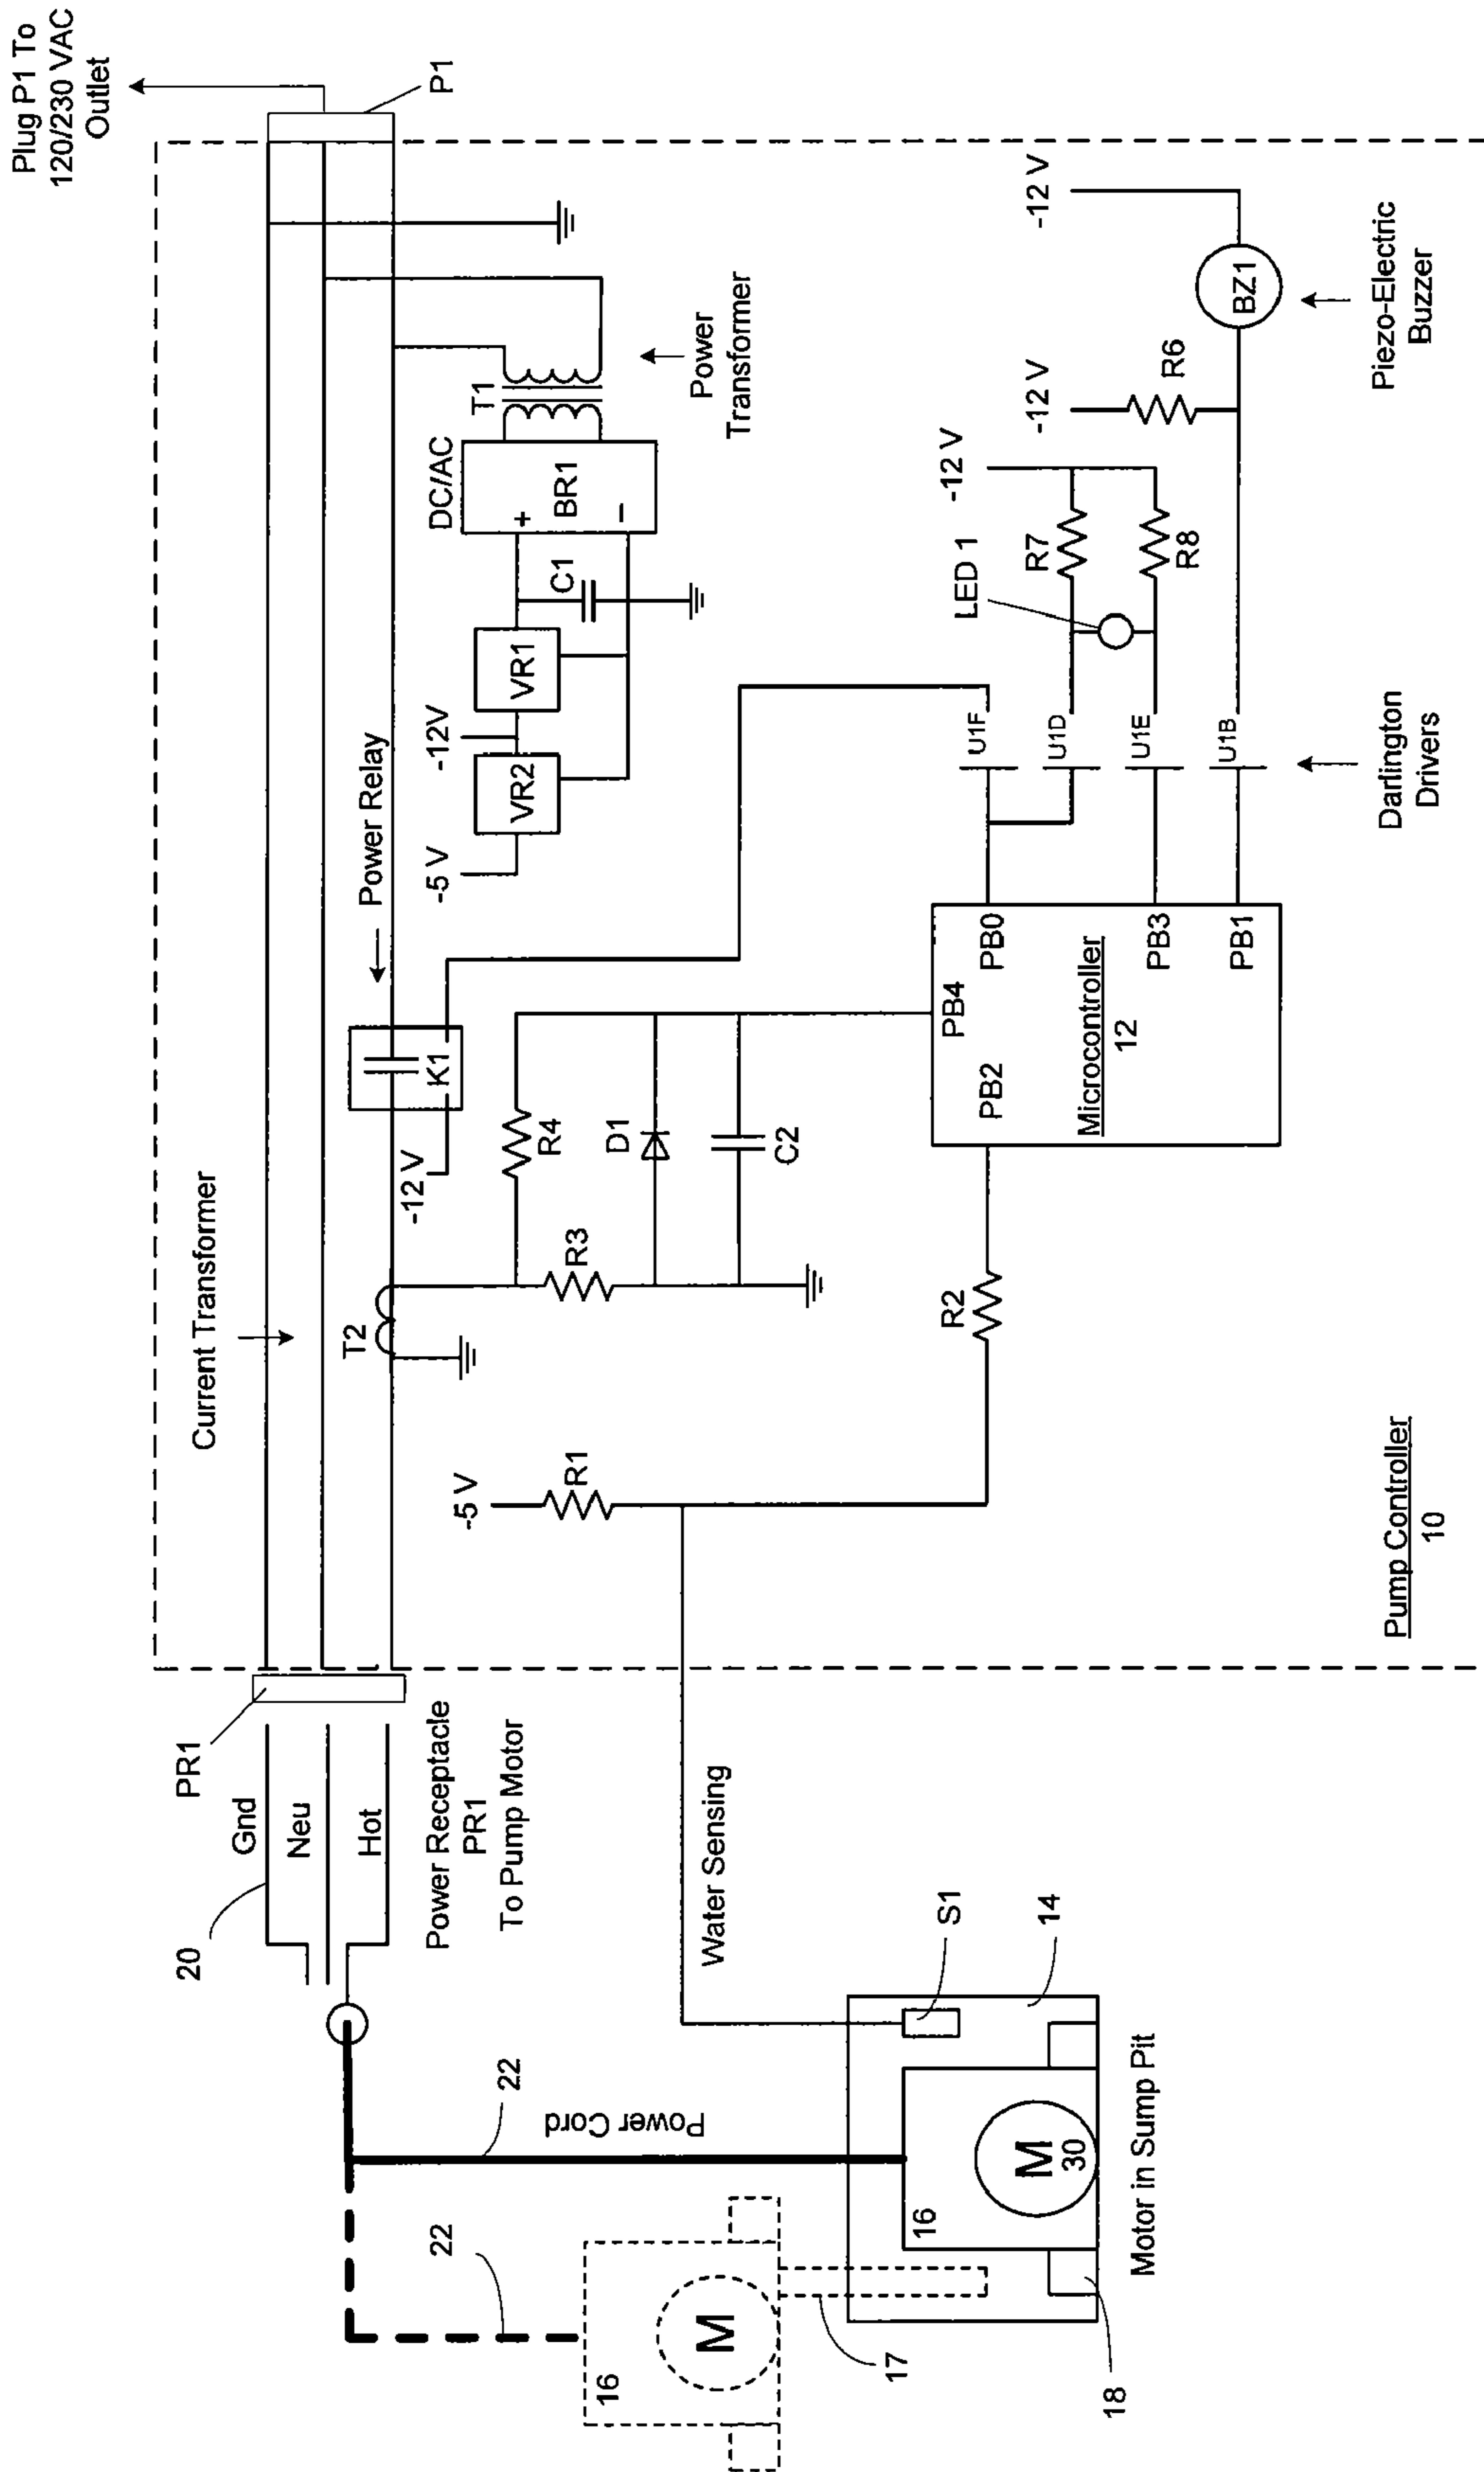 Plug P1 To
120/230 VAC
Outlet
P1
PR1
Gnd
Neu
Hot
20
Power Receptacle
PR1
To Pump Motor
Current Transformer
T2
Power Relay
K1
-12 V
-12V
-5 V
VR2
VR1
C1
DC/AC
BR1
+
–
T1
Power
Transformer
R4
R3
D1
C2
-5 V
R1
R2
Water Sensing
PB4
PB2
PB0
PB3
PB1
Microcontroller
12
U1F
U1D
U1E
U1B
Darlington
Drivers
LED 1
R7
R8
-12 V
-12 V
R6
-12 V
BZ1
Piezo-Electric
Buzzer
22
Power Cord
22
16
M
17
16
M
30
18
S1
14
Motor in Sump Pit
Pump Controller
10